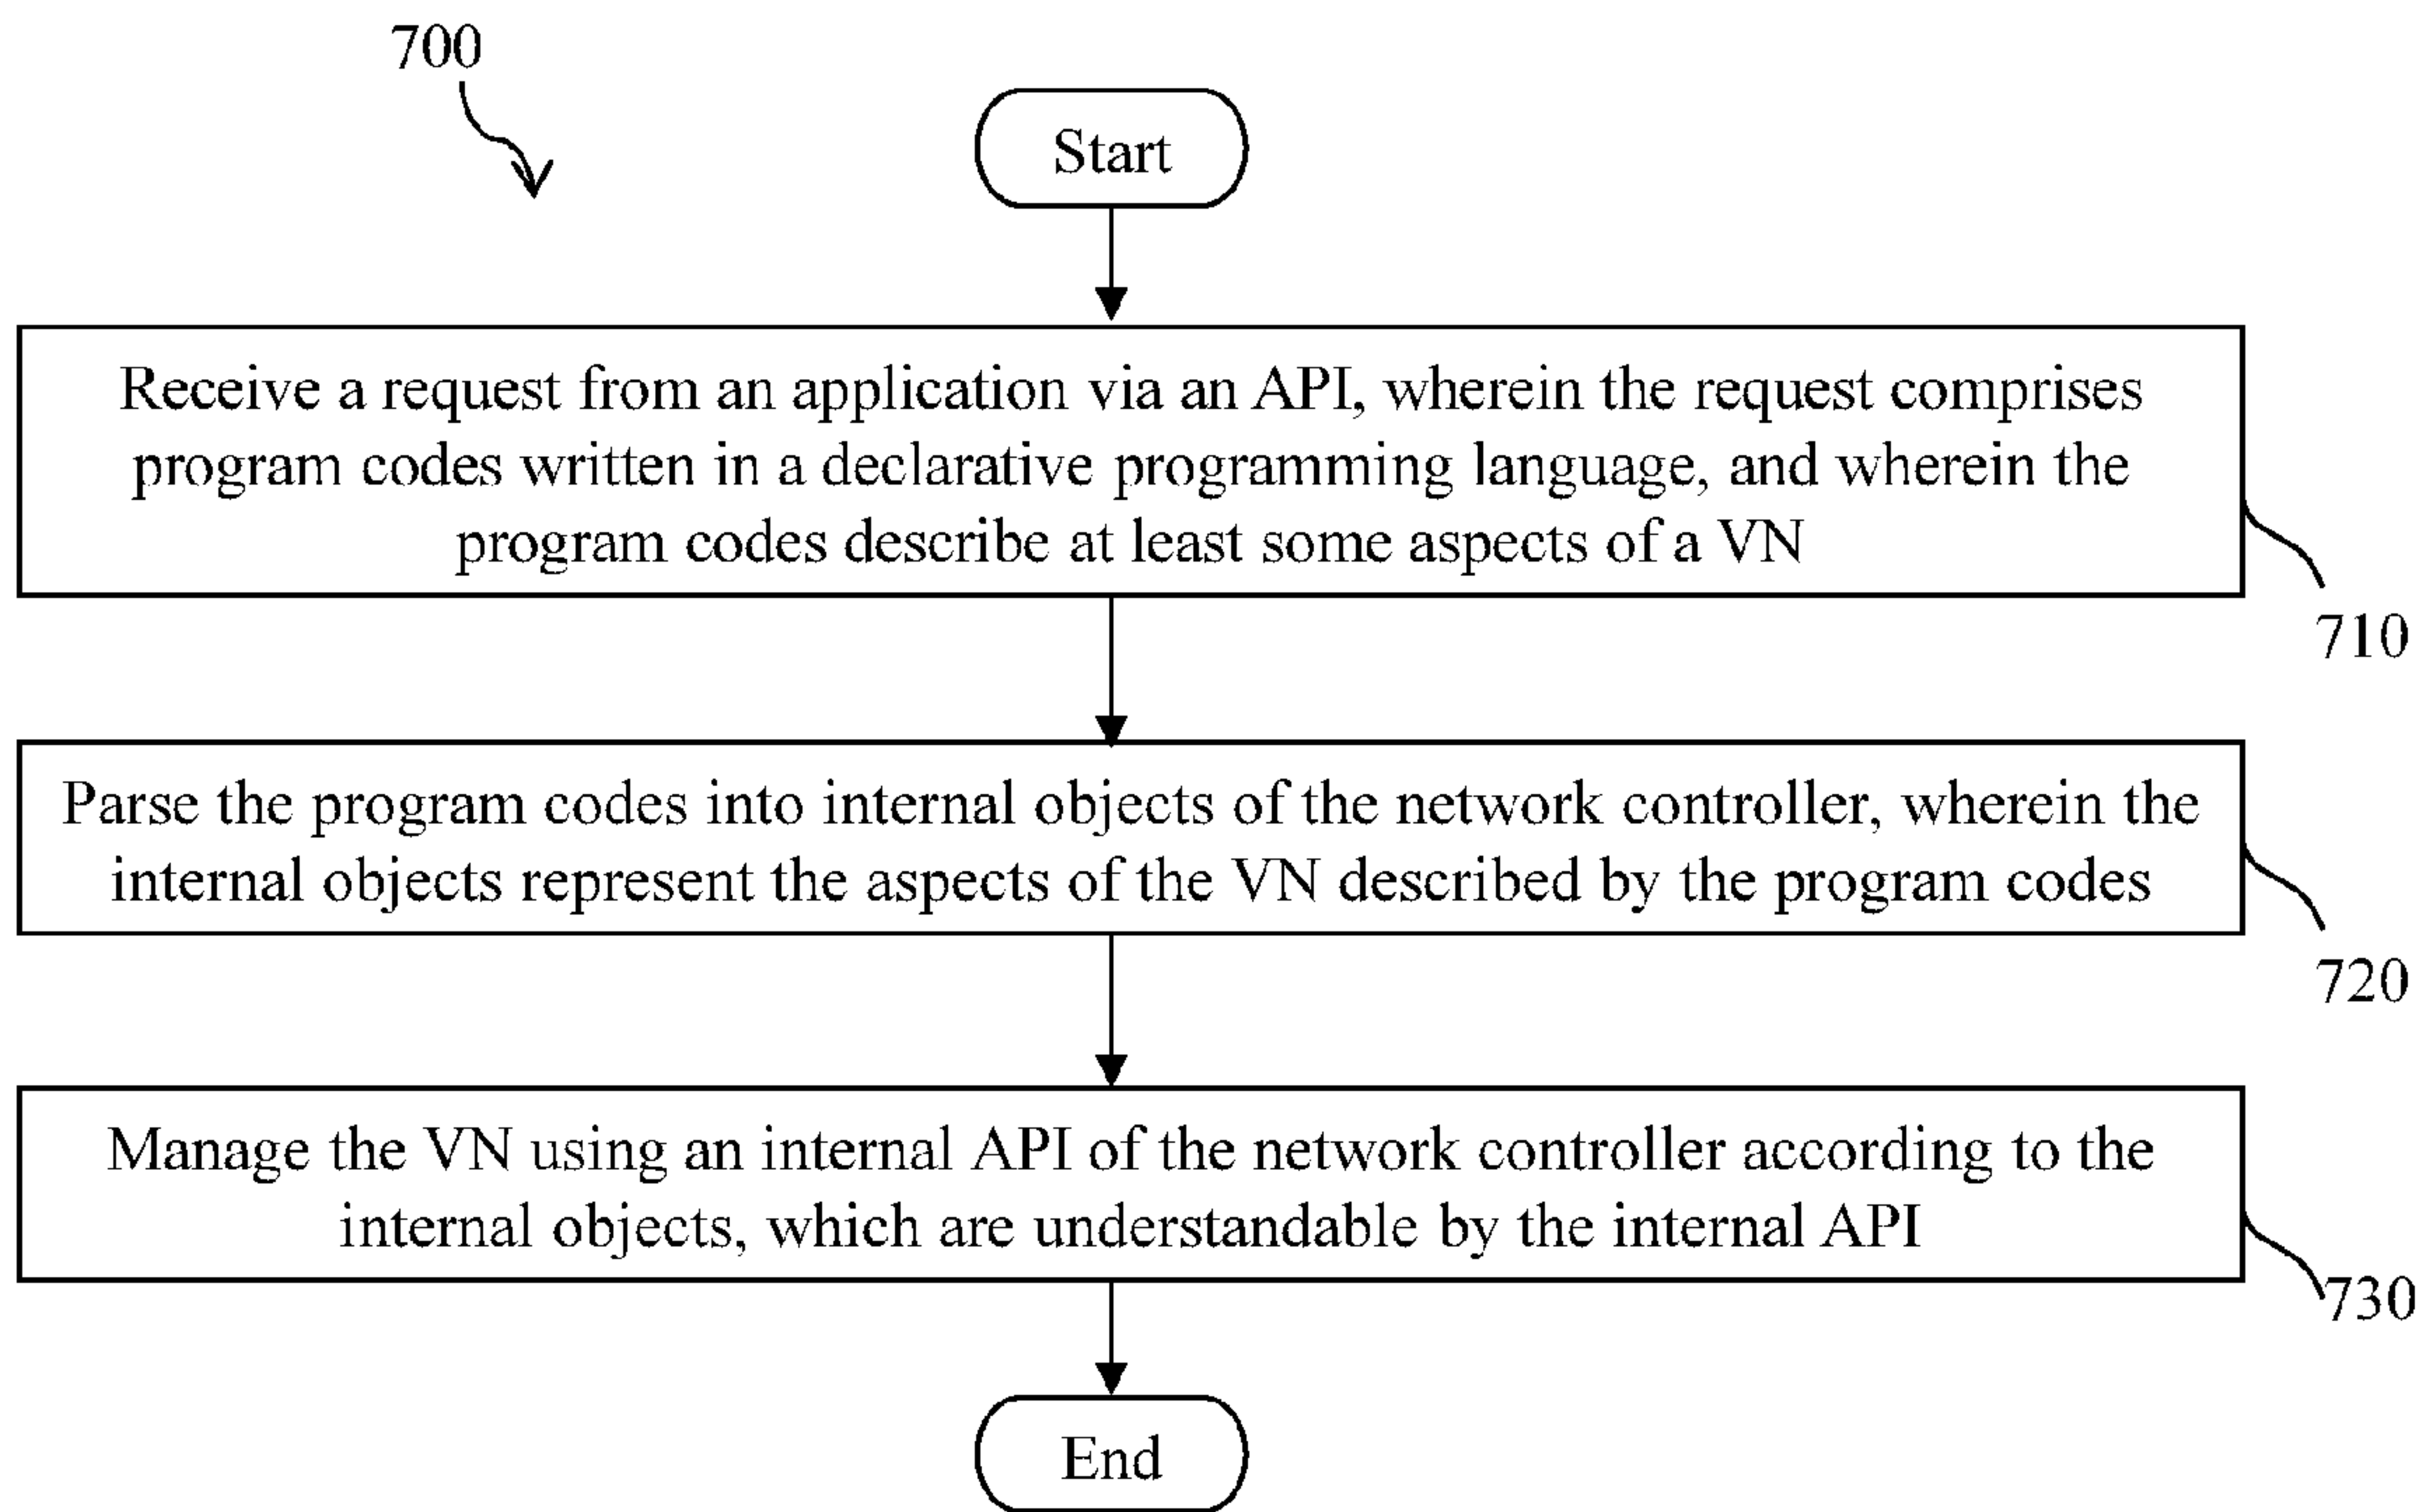 700
Start
Receive a request from an application via an API, wherein the request comprises
program codes written in a declarative programming language, and wherein the
program codes describe at least some aspects of a VN
710
Parse the program codes into internal objects of the network controller, wherein the
internal objects represent the aspects of the VN described by the program codes
720
Manage the VN using an internal API of the network controller according to the
internal objects, which are understandable by the internal API
730
End